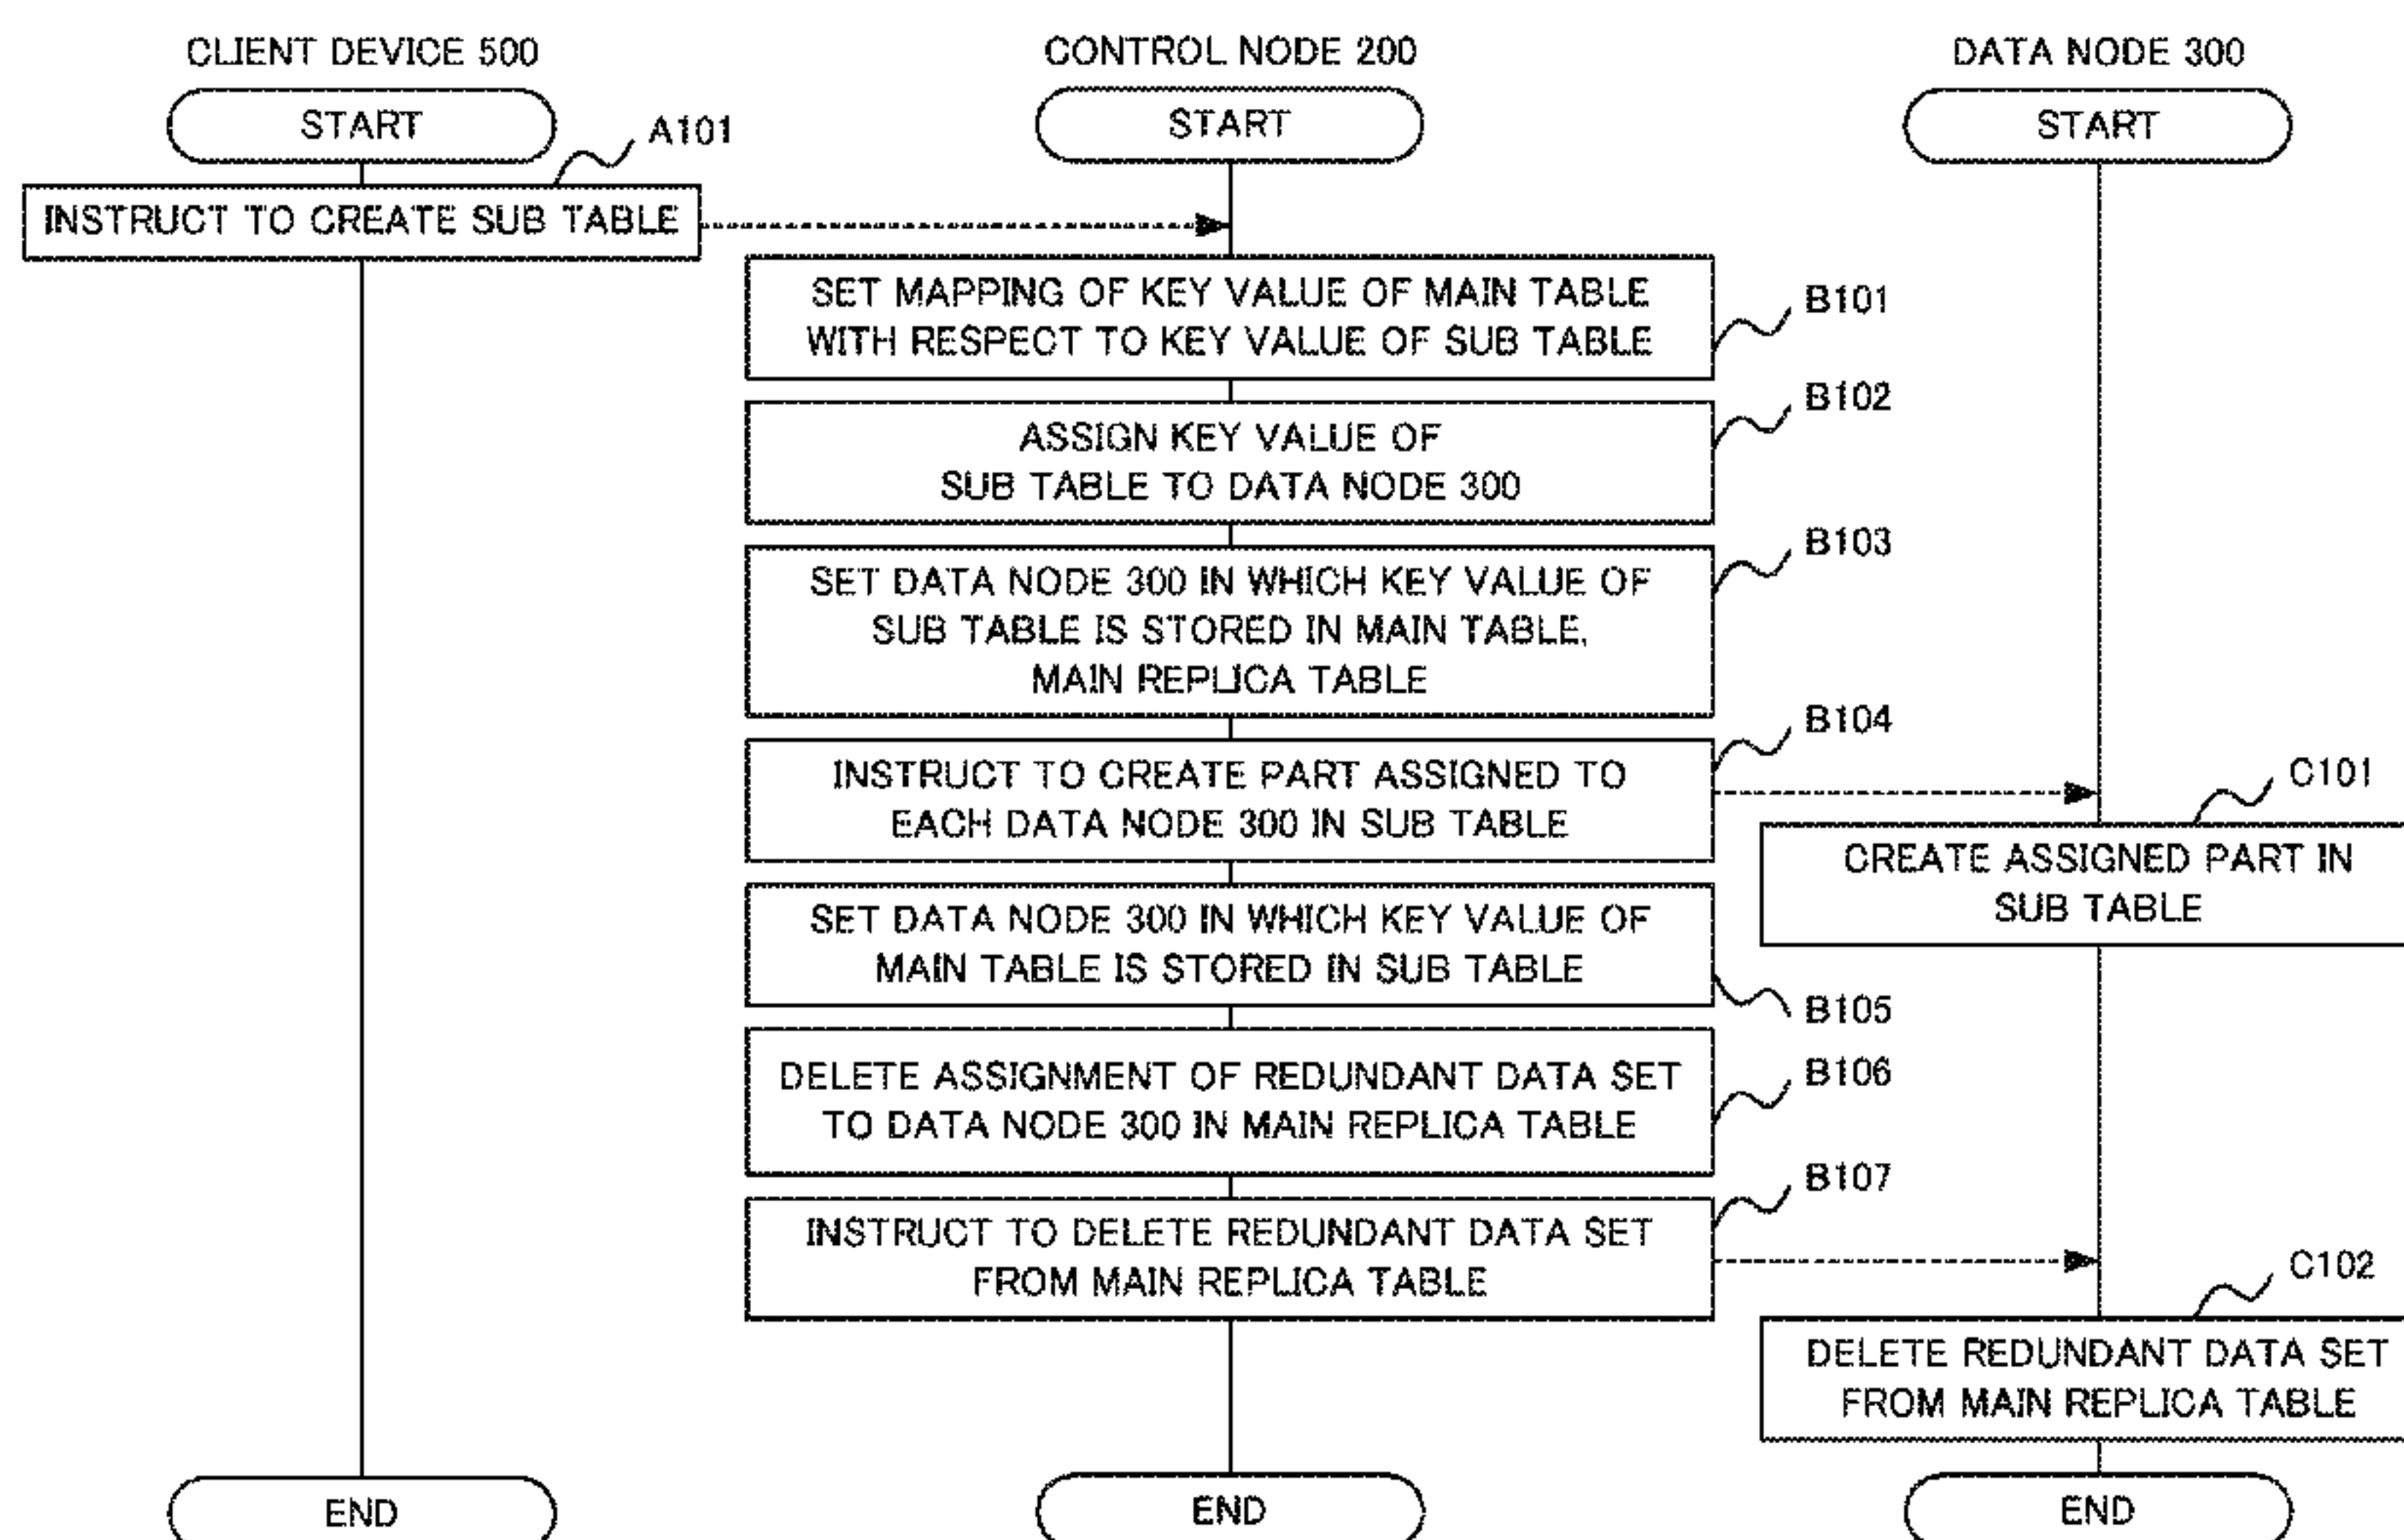 CLIENT DEVICE 500
START
A101
INSTRUCT TO CREATE SUB TABLE
END
CONTROL NODE 200
START
SET MAPPING OF KEY VALUE OF MAIN TABLE
WITH RESPECT TO KEY VALUE OF SUB TABLE
B101
ASSIGN KEY VALUE OF
SUB TABLE TO DATA NODE 300
B102
SET DATA NODE 300 IN WHICH KEY VALUE OF
SUB TABLE IS STORED IN MAIN TABLE,
MAIN REPLICA TABLE
B103
INSTRUCT TO CREATE PART ASSIGNED TO
EACH DATA NODE 300 IN SUB TABLE
B104
SET DATA NODE 300 IN WHICH KEY VALUE OF
MAIN TABLE IS STORED IN SUB TABLE
B105
DELETE ASSIGNMENT OF REDUNDANT DATA SET
TO DATA NODE 300 IN MAIN REPLICA TABLE
B106
INSTRUCT TO DELETE REDUNDANT DATA SET
FROM MAIN REPLICA TABLE
B107
END
DATA NODE 300
START
C101
CREATE ASSIGNED PART IN
SUB TABLE
C102
DELETE REDUNDANT DATA SET
FROM MAIN REPLICA TABLE
END